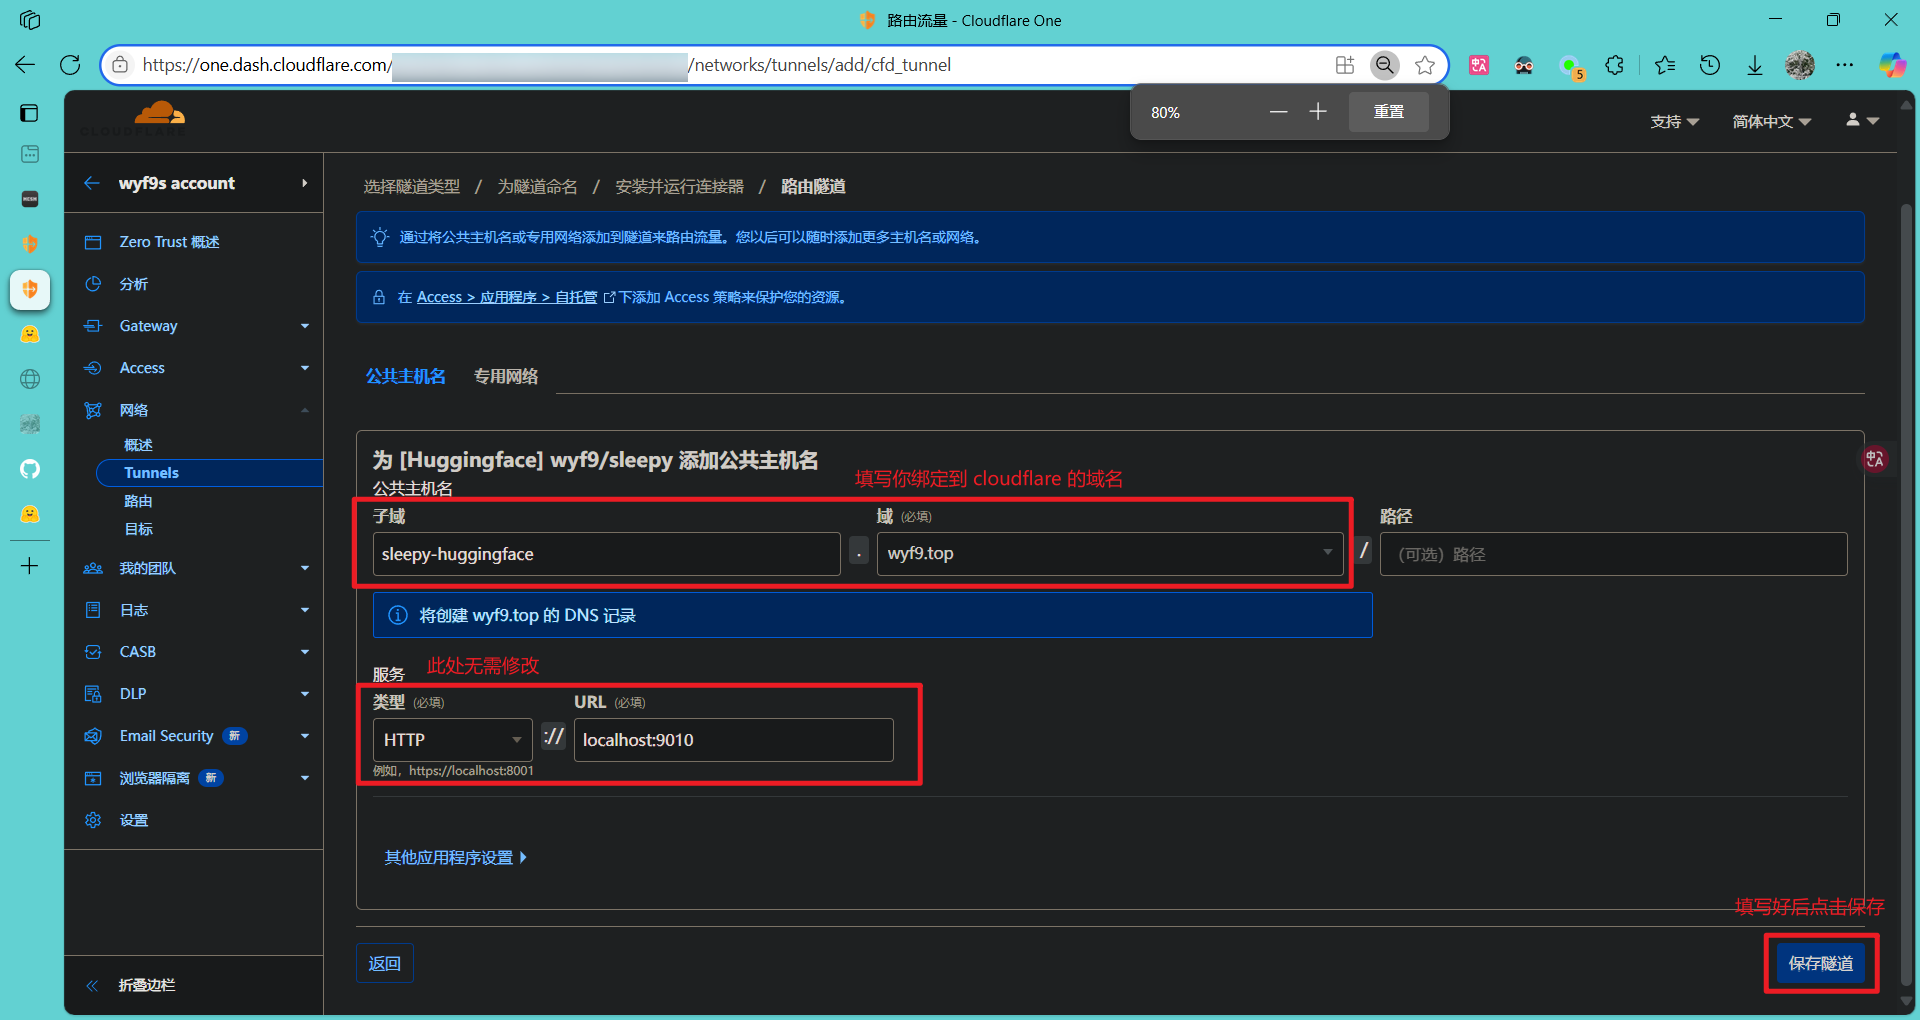 路由流量 - Cloudflare One
https://one.dash.cloudflare.com/
/networks/tunnels/add/cfd_tunnel
5
80%
重置
CLOUDFLARE
支持
简体中文
wyf9s account
Zero Trust 概述
分析
Gateway
Access
网络
概述
Tunnels
路由
目标
我的团队
日志
CASB
DLP
Email Security 新
浏览器隔离 新
设置
折叠边栏
选择隧道类型 / 为隧道命名 / 安装并运行连接器 / 路由隧道
通过将公共主机名或专用网络添加到隧道来路由流量。您以后可以随时添加更多主机名或网络。
在 Access > 应用程序 > 自托管 下添加 Access 策略来保护您的资源。
公共主机名 专用网络
为 [Huggingface] wyf9/sleepy 添加公共主机名
填写你绑定到 cloudflare 的域名
公共主机名
子域 域 (必填) 路径
sleepy-huggingface . wyf9.top / （可选）路径
将创建 wyf9.top 的 DNS 记录
服务 此处无需修改
类型 (必填) URL (必填)
HTTP :// localhost:9010
例如，https://localhost:8001
其他应用程序设置
填写好后点击保存
返回 保存隧道